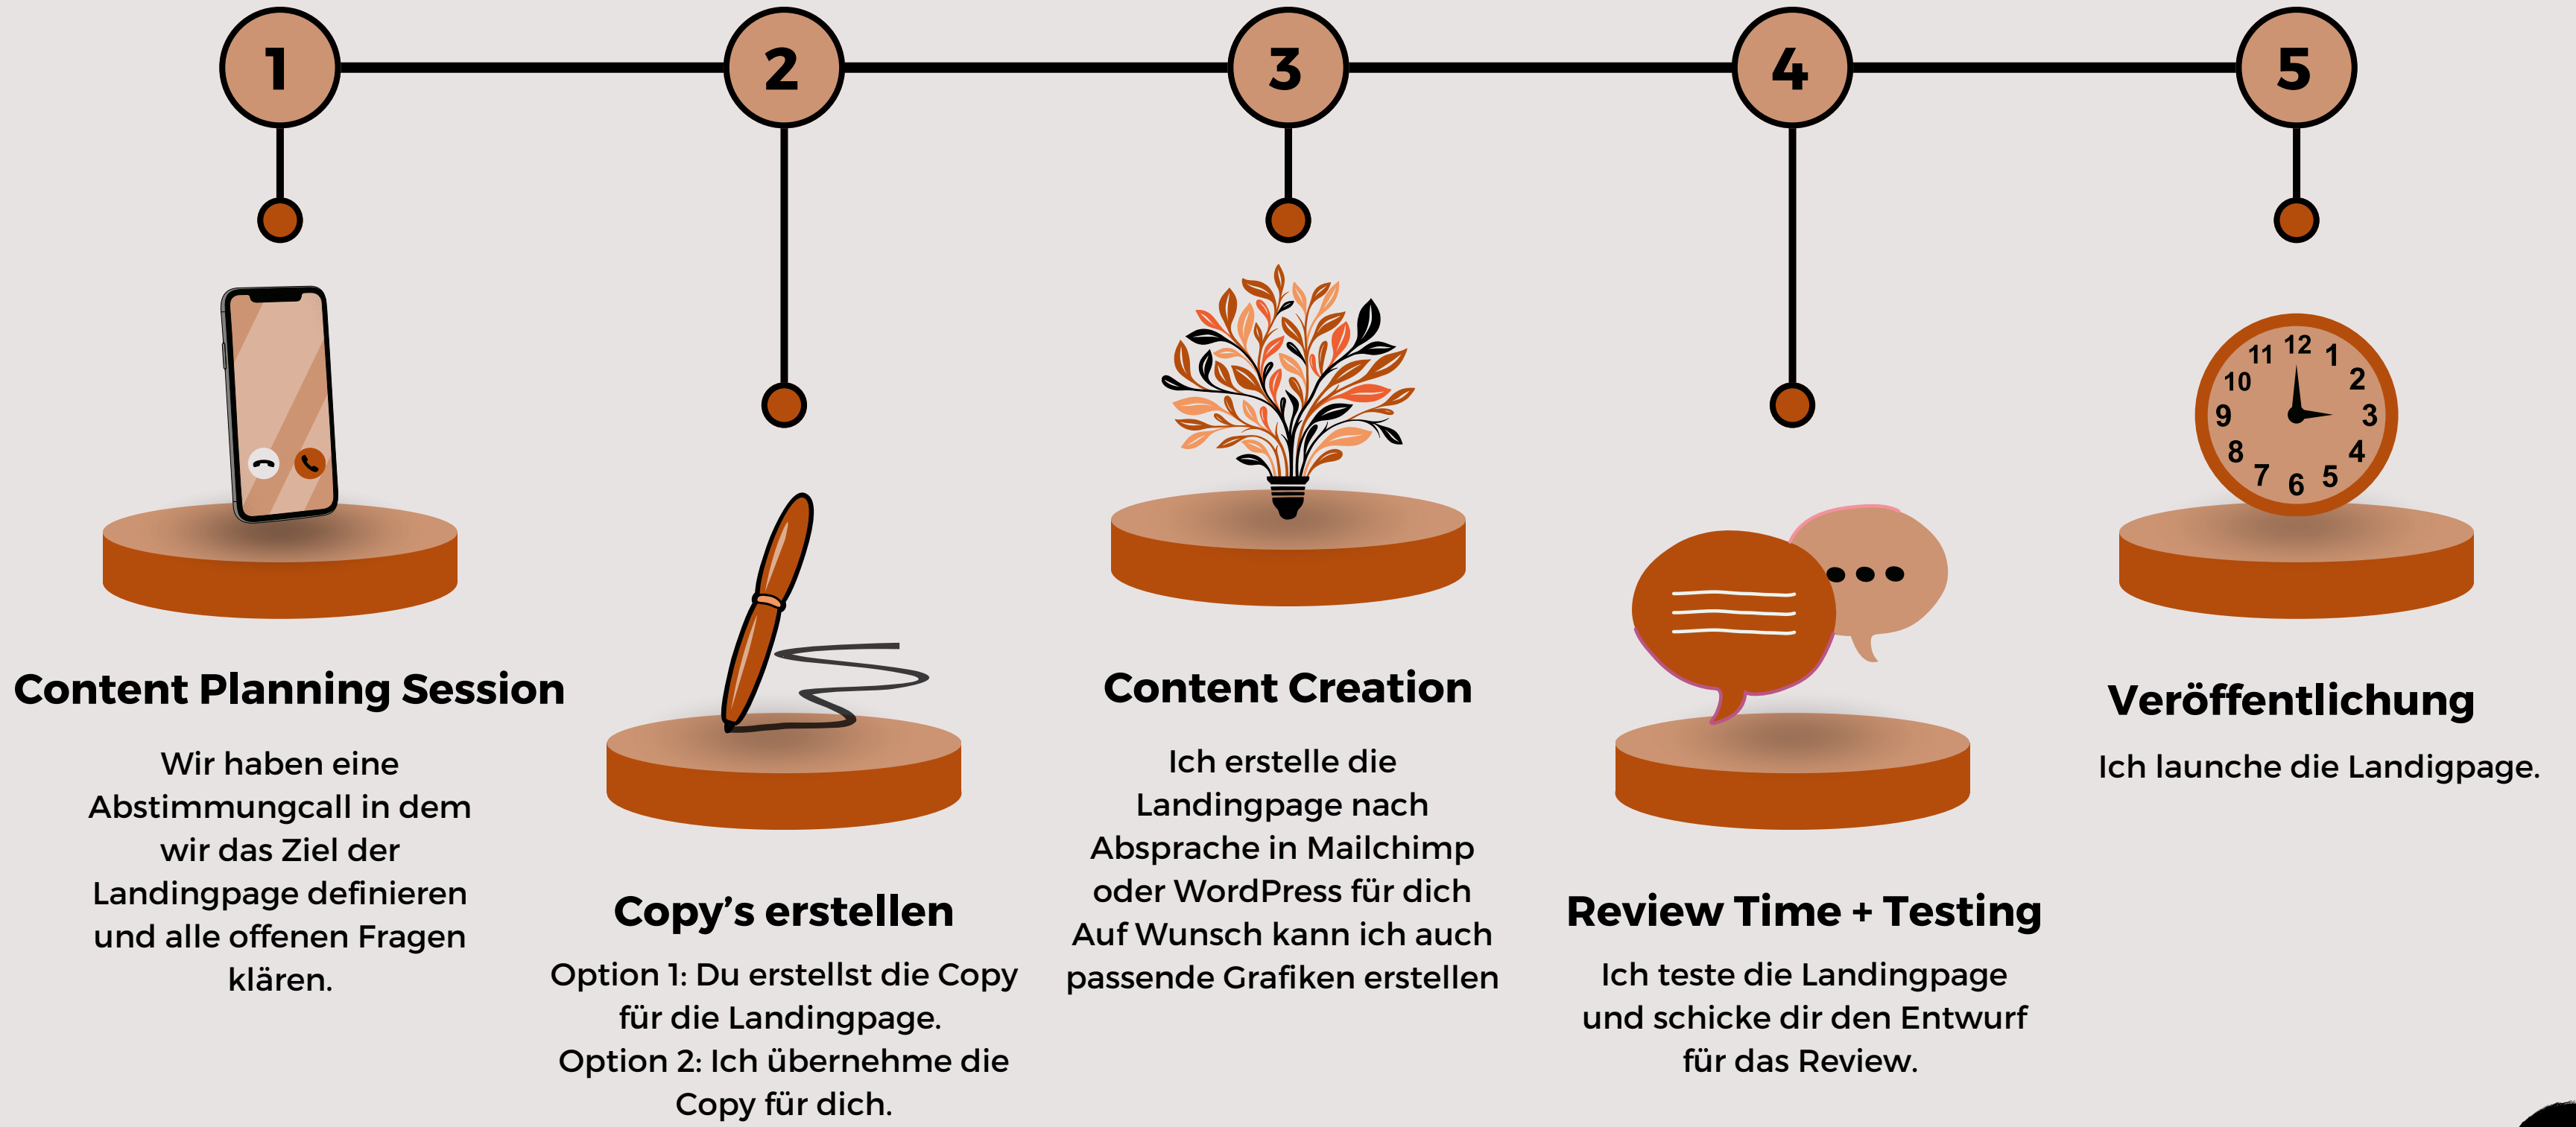 1
2
3
4
5
12
11
1
10
2
9
3
8
4
7
5
6
Content Planning Session
Wir haben eine
Abstimmungcall in dem
wir das Ziel der
Landingpage definieren
und alle offenen Fragen
klären.
Copy’s erstellen
Option 1: Du erstellst die Copy
für die Landingpage.
Option 2: Ich übernehme die
Copy für dich.
Content Creation
Ich erstelle die
Landingpage nach
Absprache in Mailchimp
oder WordPress für dich
Auf Wunsch kann ich auch
passende Grafiken erstellen
Review Time + Testing
Ich teste die Landingpage
und schicke dir den Entwurf
für das Review.
Veröffentlichung
Ich launche die Landigpage.